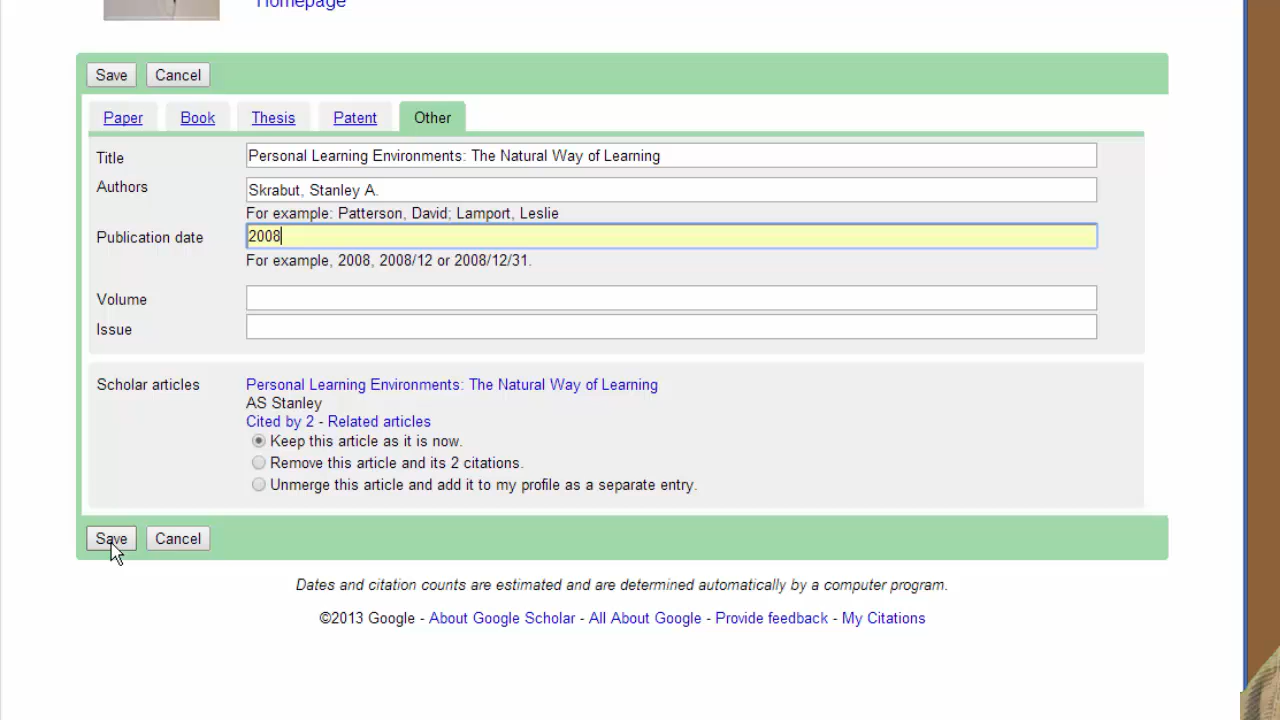 Homepage
Save Cancel
Paper Book Thesis Patent Other
Title Personal Learning Environments: The Natural Way of Learning
Authors Skrabut, Stanley A.
For example: Patterson, David; Lamport, Leslie
Publication date 2008
For example, 2008, 2008/12 or 2008/12/31.
Volume
Issue
Scholar articles Personal Learning Environments: The Natural Way of Learning
AS Stanley
Cited by 2 - Related articles
Keep this article as it is now.
Remove this article and its 2 citations.
Unmerge this article and add it to my profile as a separate entry.
Save Cancel
Dates and citation counts are estimated and are determined automatically by a computer program.
©2013 Google - About Google Scholar - All About Google - Provide feedback - My Citations